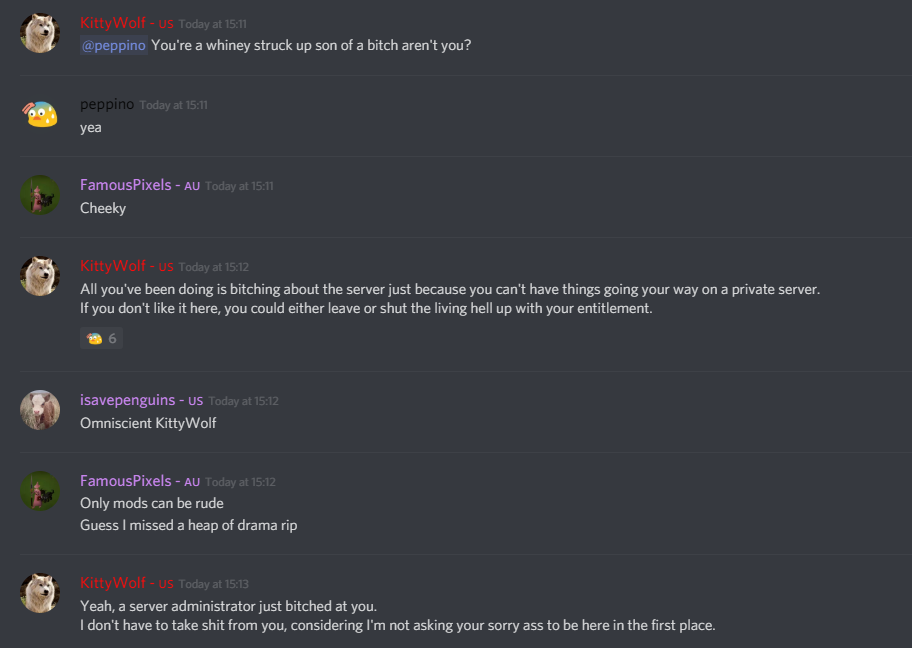 KittyWolf - US Today at 15:11
@peppino You're a whiney struck up son of a bitch aren't you?
peppino Today at 15:11
yea
FamousPixels - AU Today at 15:11
Cheeky
KittyWolf - US Today at 15:12
All you've been doing is bitching about the server just because you can't have things going your way on a private server.
If you don't like it here, you could either leave or shut the living hell up with your entitlement.
6
isavepenguins - US Today at 15:12
Omniscient KittyWolf
FamousPixels - AU Today at 15:12
Only mods can be rude
Guess I missed a heap of drama rip
KittyWolf - US Today at 15:13
Yeah, a server administrator just bitched at you.
I don't have to take shit from you, considering I'm not asking your sorry ass to be here in the first place.